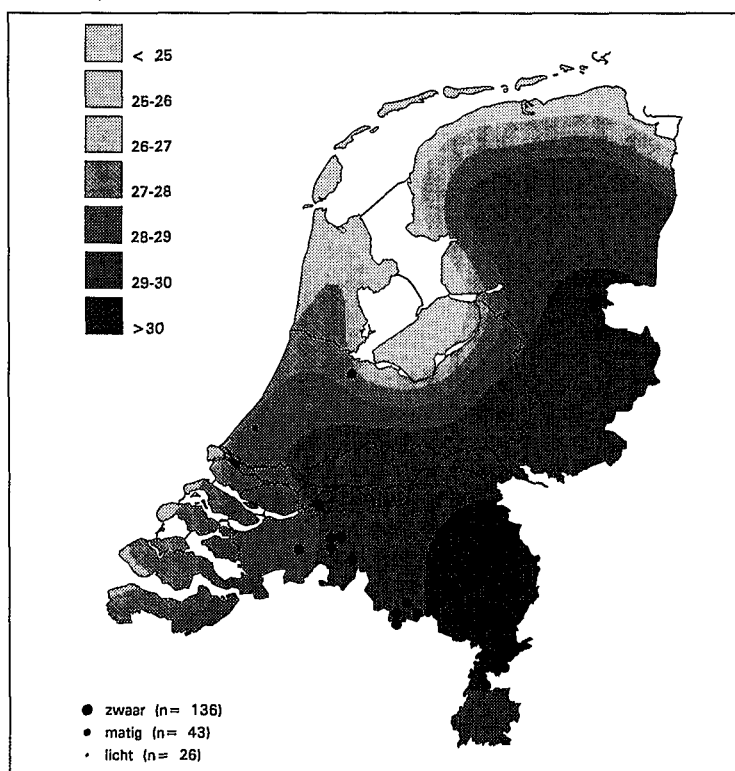 < 25
25-26
26-27
27-28
28-29
29-30
>30
zwaar (n= 136)
matig (n= 43)
licht (n= 26)